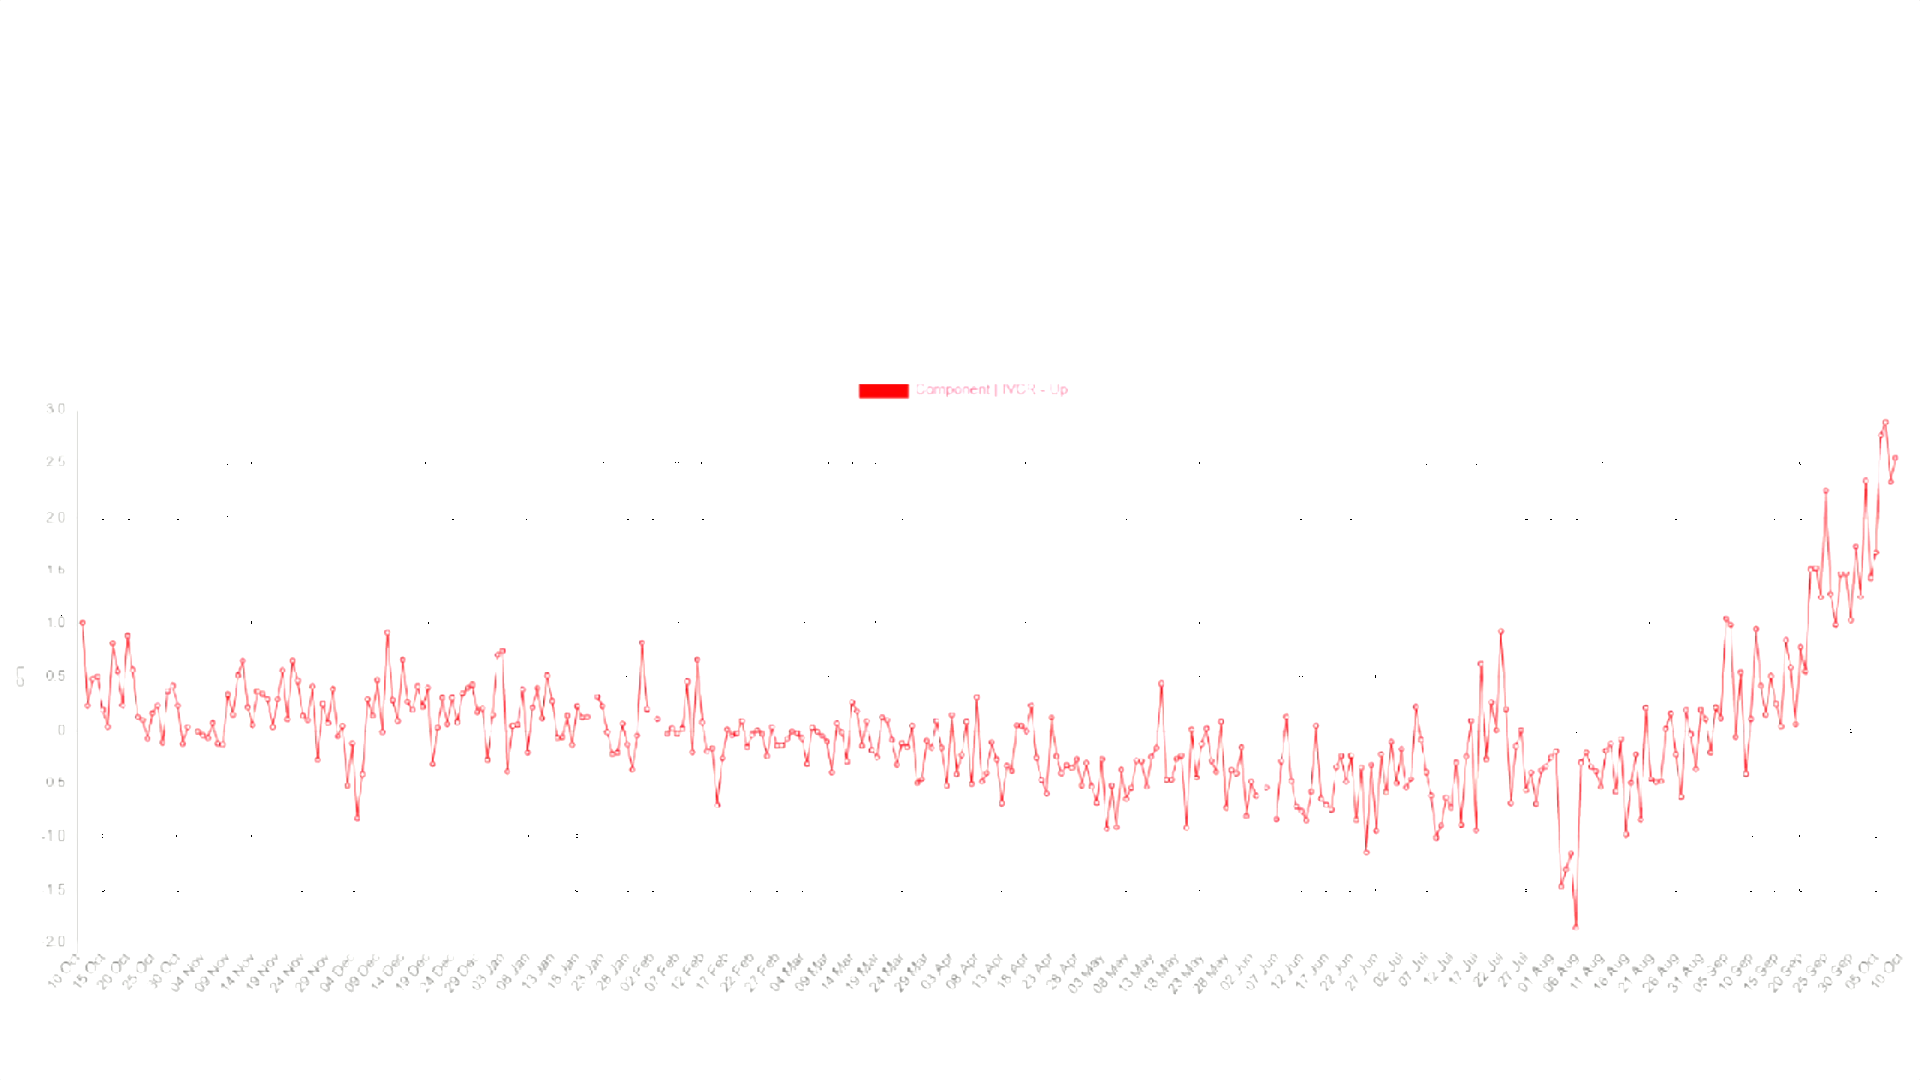 Component | IVCR - Up
3.0
2.5
2.0
1.5
1.0
0.5
0
0.5
-1.0
1.5
2.0
cm
10 Oct
15 Oct
20 Oct
25 Oct
30 Oct
04 Nov
09 Nov
14 Nov
19 Nov
24 Nov
29 Nov
04 Dec
09 Dec
14 Dec
19 Dec
24 Dec
29 Dec
03 Jan
08 Jan
13 Jan
18 Jan
23 Jan
28 Jan
02 Feb
07 Feb
12 Feb
17 Feb
22 Feb
27 Feb
04 Mar
09 Mar
14 Mar
19 Mar
24 Mar
29 Mar
03 Apr
08 Apr
13 Apr
18 Apr
23 Apr
28 Apr
03 May
08 May
13 May
18 May
23 May
28 May
02 Jun
07 Jun
12 Jun
17 Jun
22 Jun
27 Jun
02 Jul
07 Jul
12 Jul
17 Jul
22 Jul
27 Jul
01 Aug
06 Aug
11 Aug
16 Aug
21 Aug
26 Aug
31 Aug
05 Sep
10 Sep
15 Sep
20 Sep
25 Sep
30 Sep
05 Oct
10 Oct